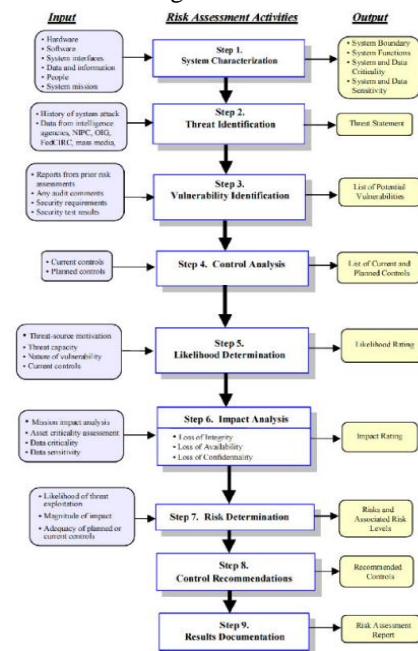 Input
Risk Assessment Activities
Output
• Hardware
• Software
• System interfaces
• Data and information
• People
• System mission
Step 1.
System Characterization
• System Boundary
• System Functions
• System and Data
Criticality
• System and Data
Sensitivity
• History of system attack
• Data from intelligence
agencies, NIPC, OIG,
FedCIRC, mass media,
Step 2.
Threat Identification
Threat Statement
• Reports from prior risk
assessments
• Any audit comments
• Security requirements
• Security test results
Step 3.
Vulnerability Identification
List of Potential
Vulnerabilities
• Current controls
• Planned controls
Step 4. Control Analysis
List of Current and
Planned Controls
• Threat-source motivation
• Threat capacity
• Nature of vulnerability
• Current controls
Step 5.
Likelihood Determination
Likelihood Rating
• Mission impact analysis
• Asset criticality assessment
• Data criticality
• Data sensitivity
Step 6. Impact Analysis
• Loss of Integrity
• Loss of Availability
• Loss of Confidentiality
Impact Rating
• Likelihood of threat
exploitation
• Magnitude of impact
• Adequacy of planned or
current controls
Step 7. Risk Determination
Risks and
Associated Risk
Levels
Step 8.
Control Recommendations
Recommended
Controls
Step 9.
Results Documentation
Risk Assessment
Report